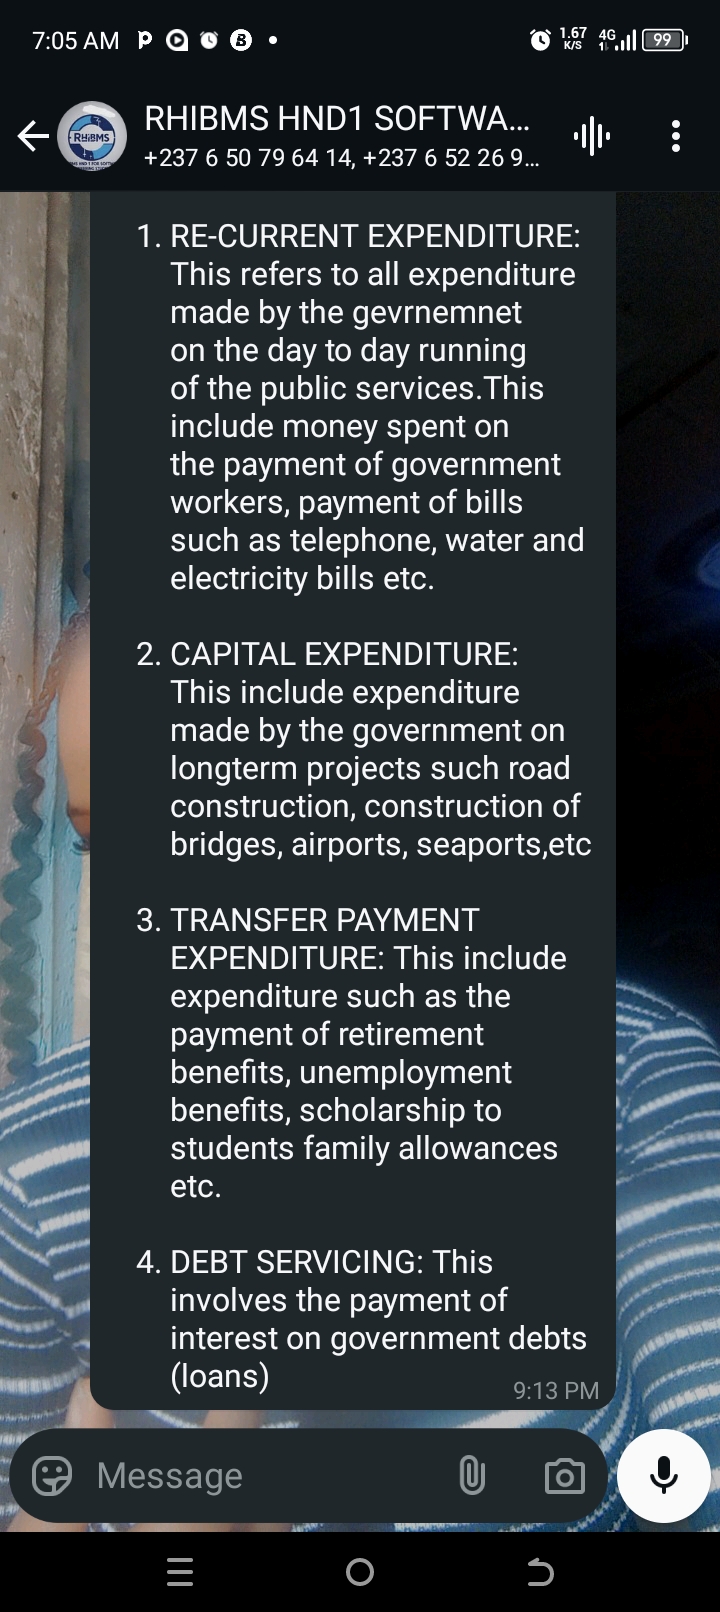 7:05 AM
1.67
K/S
4G
99
RHIBMS HND1 SOFTWA...
+237 6 50 79 64 14, +237 6 52 26 9...
RHIBMS
1. RE-CURRENT EXPENDITURE:
This refers to all expenditure
made by the gevrnemnet
on the day to day running
of the public services.This
include money spent on
the payment of government
workers, payment of bills
such as telephone, water and
electricity bills etc.
2. CAPITAL EXPENDITURE:
This include expenditure
made by the government on
longterm projects such road
construction, construction of
bridges, airports, seaports,etc
3. TRANSFER PAYMENT
EXPENDITURE: This include
expenditure such as the
payment of retirement
benefits, unemployment
benefits, scholarship to
students family allowances
etc.
4. DEBT SERVICING: This
involves the payment of
interest on government debts
(loans)
9:13 PM
Message